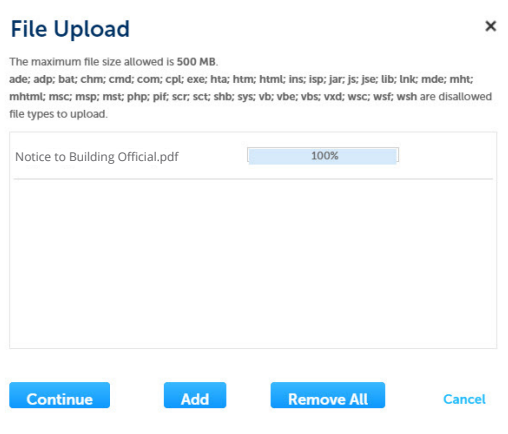 File Upload
×
The maximum file size allowed is 500 MB.
ade; adp; bat; chm; cmd; com; cpl; exe; hta; htm; html; ins; isp; jar; js; jse; lib; lnk; mde; mht;
mhtml; msc; msp; mst; php; pif; scr; sct; shb; sys; vb; vbe; vbs; vxd; wsc; wsf; wsh are disallowed
file types to upload.
Notice to Building Official.pdf 100%
Continue Add Remove All Cancel